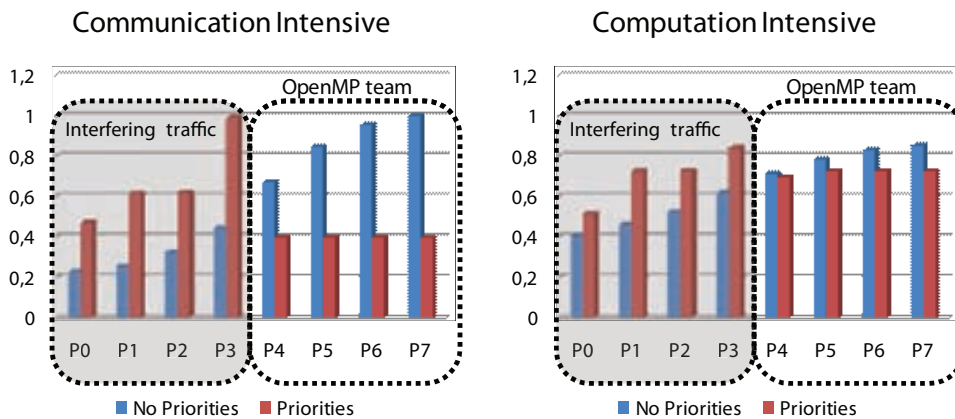 Communication Intensive
1,2
1
0,8
0,6
0,4
0,2
0
OpenMP team
Interfering traffic
P0 P1 P2 P3 P4 P5 P6 P7
No Priorities Priorities
Computation Intensive
1,2
1
0,8
0,6
0,4
0,2
0
OpenMP team
Interfering traffic
P0 P1 P2 P3 P4 P5 P6 P7
No Priorities Priorities